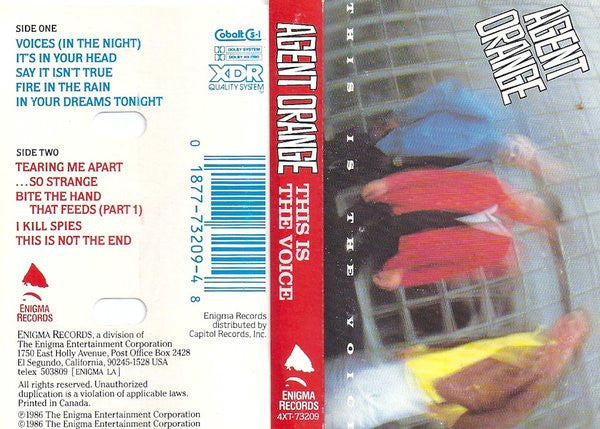 SIDE ONE
VOICES (IN THE NIGHT)
IT'S IN YOUR HEAD
SAY IT ISN'T TRUE
FIRE IN THE RAIN
IN YOUR DREAMS TONIGHT
SIDE TWO
TEARING ME APART
...SO STRANGE
BITE THE HAND
THAT FEEDS (PART 1)
I KILL SPIES
THIS IS NOT THE END
ENIGMA
RECORDS
ENIGMA RECORDS, a division of
The Enigma Entertainment Corporation
1750 East Holly Avenue, Post Office Box 2428
El Segundo, California, 90245-1528 USA
telex 503809 [ENIGMA LA]
All rights reserved. Unauthorized
duplication is a violation of applicable laws.
Printed in Canada.
℗1986 The Enigma Entertainment Corporation
©1986 The Enigma Entertainment Corporation
Cobalt Cs-1
DOLBY SYSTEM
DOLBY HX PRO
XDR
QUALITY SYSTEM
0 1877-73209-4 8
Enigma Records
distributed by
Capitol Records, Inc.
AGENT ORANGE
THIS IS
THE VOICE
ENIGMA
RECORDS
4XT-73209
AGENT
ORANGE
THIS IS THE VOICE